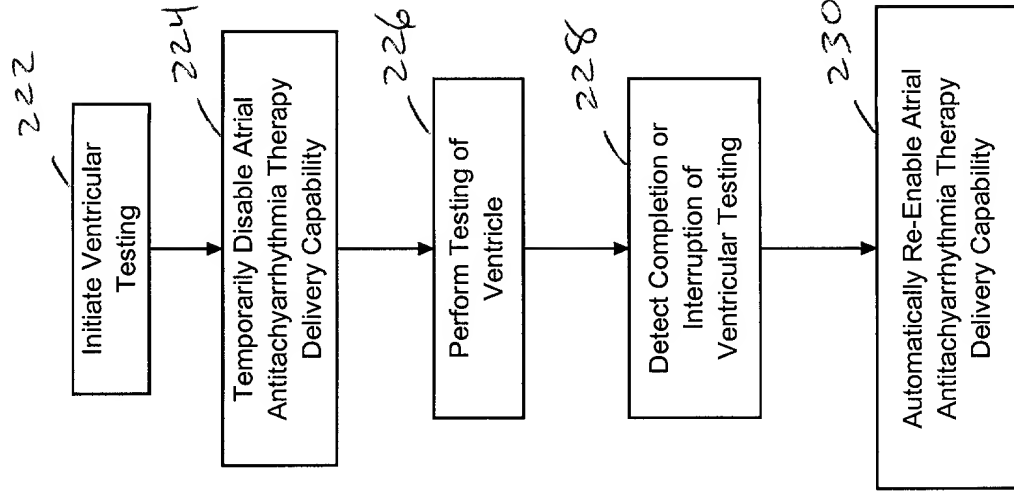 222
Initiate Ventricular
Testing
224
Temporarily Disable Atrial
Antitachyarrhythmia Therapy
Delivery Capability
226
Perform Testing of
Ventricle
228
Detect Completion or
Interruption of
Ventricular Testing
230
Automatically Re-Enable Atrial
Antitachyarrhythmia Therapy
Delivery Capability